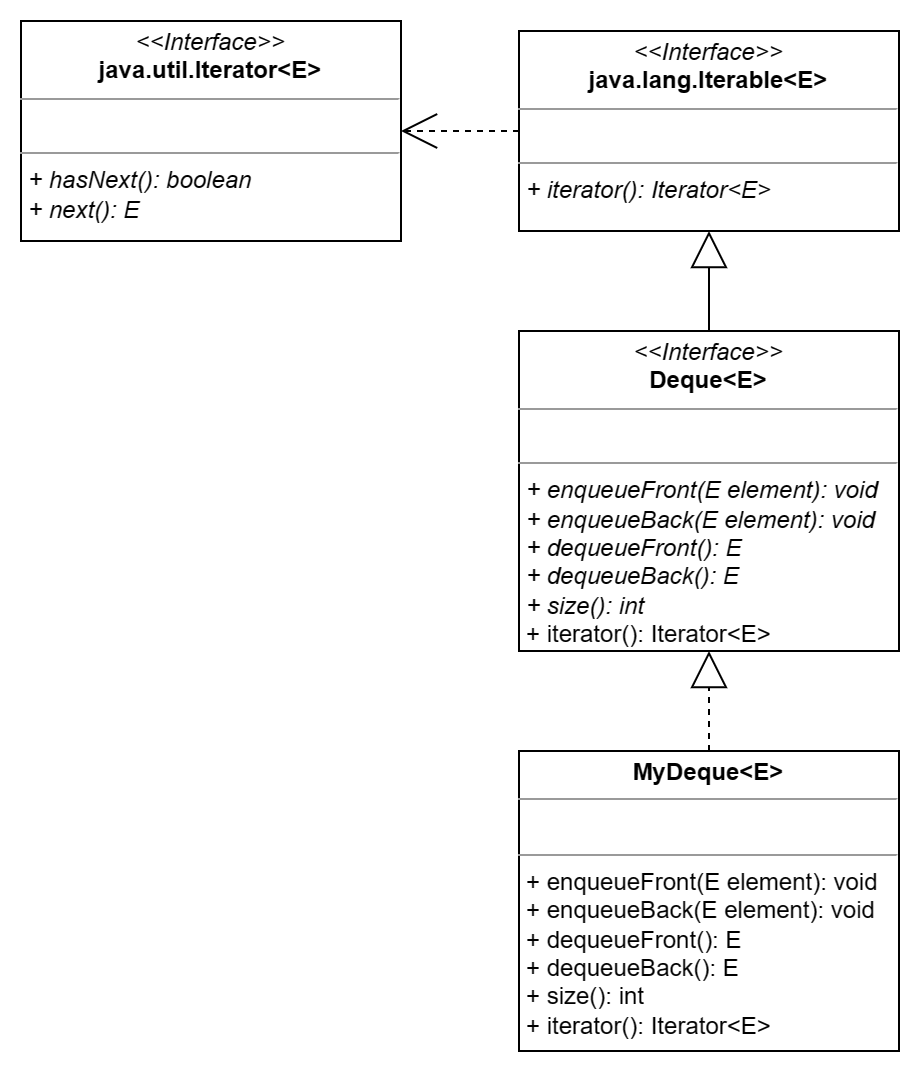 <<Interface>>
java.util.Iterator<E>
+ hasNext(): boolean
+ next(): E
<<Interface>>
java.lang.Iterable<E>
+ iterator(): Iterator<E>
<<Interface>>
Deque<E>
+ enqueueFront(E element): void
+ enqueueBack(E element): void
+ dequeueFront(): E
+ dequeueBack(): E
+ size(): int
+ iterator(): Iterator<E>
MyDeque<E>
+ enqueueFront(E element): void
+ enqueueBack(E element): void
+ dequeueFront(): E
+ dequeueBack(): E
+ size(): int
+ iterator(): Iterator<E>